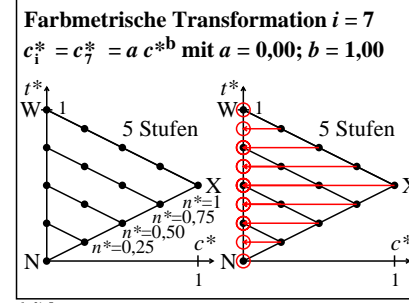 Farbmetrische Transformation i = 7
c*i = c*7 = a c*b mit a = 0,00; b = 1,00
t* t*
W 1 W 1
5 Stufen 5 Stufen
X X
n*=1
n*=0,75
n*=0,50
n*=0,25
c* c*
N N
1 1